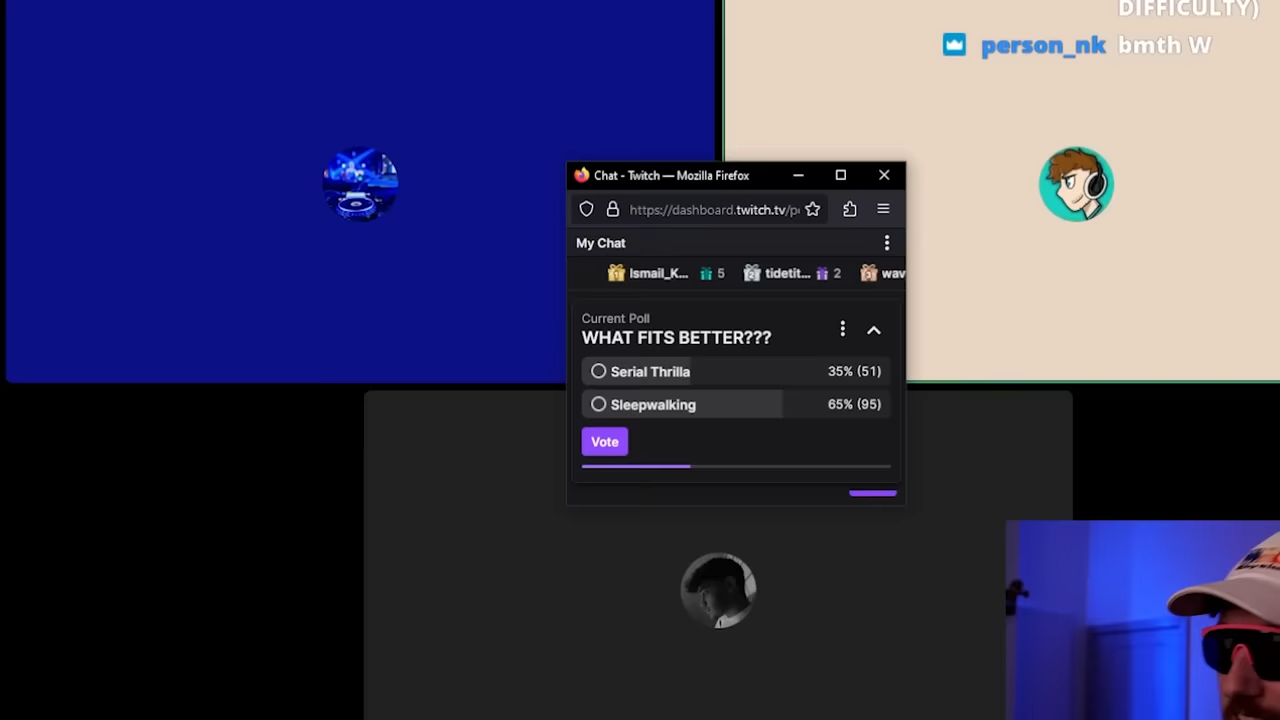 DIFFICULTY)
person_nk bmth W
Chat - Twitch — Mozilla Firefox
https://dashboard.twitch.tv/p
My Chat
Ismail_K... 5 tidetit... 2 wav
Current Poll
WHAT FITS BETTER???
Serial Thrilla 35% (51)
Sleepwalking 65% (95)
Vote